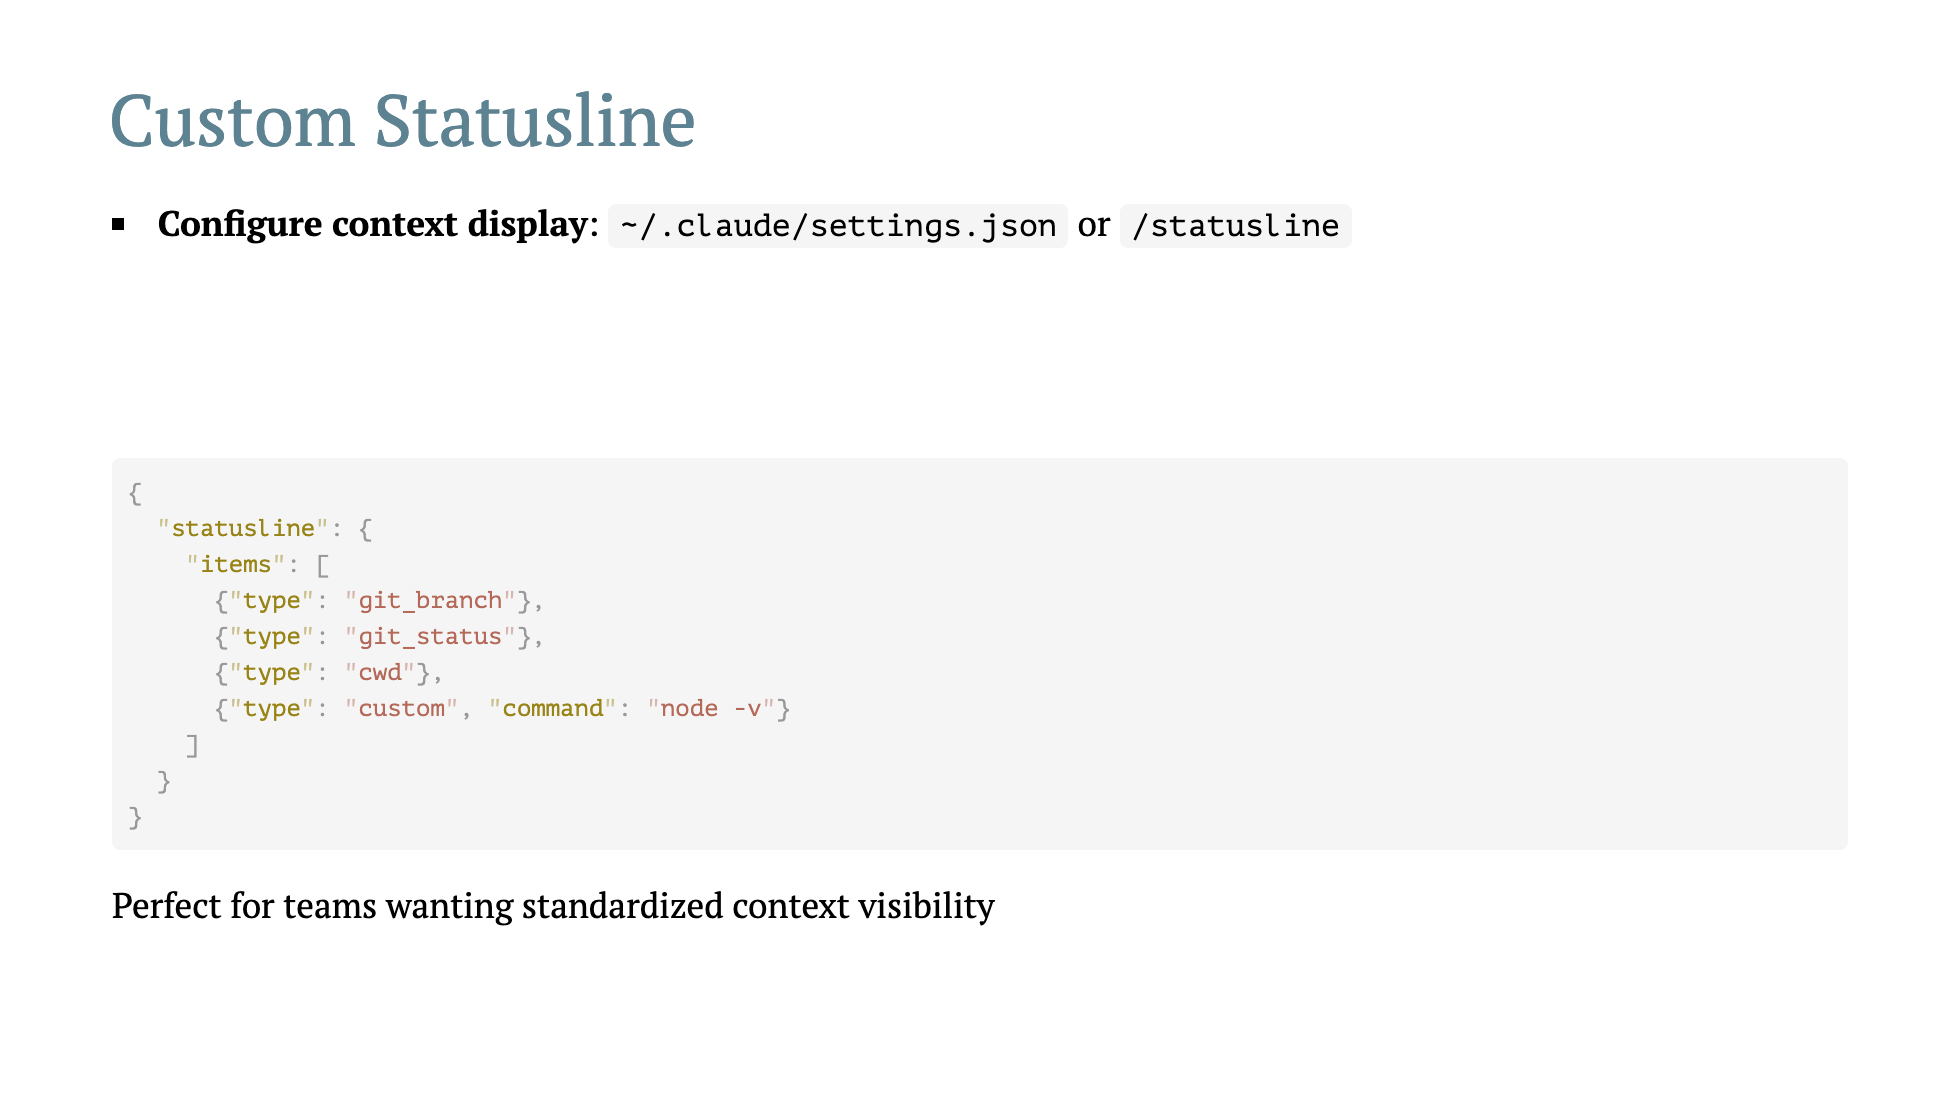 Custom Statusline
▪ Configure context display: ~/.claude/settings.json or /statusline
{
  "statusline": {
    "items": [
      {"type": "git_branch"},
      {"type": "git_status"},
      {"type": "cwd"},
      {"type": "custom", "command": "node -v"}
    ]
  }
}
Perfect for teams wanting standardized context visibility